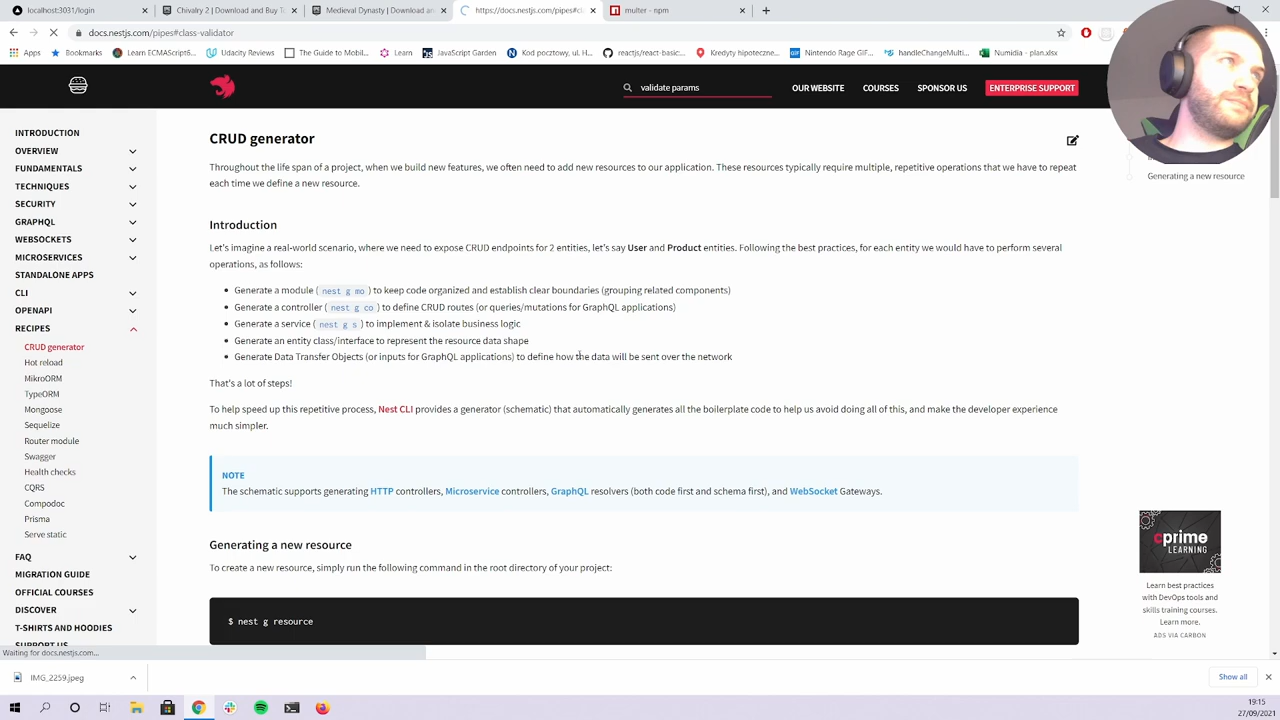 localhost:3031/login
Chivalry 2 | Download and Buy To
Medieval Dynasty | Download and
https://docs.nestjs.com/pipes#cla
multer - npm
docs.nestjs.com/pipes#class-validator
Apps
Bookmarks
Learn ECMAScript6...
Udacity Reviews
The Guide to Mobil...
Learn
JavaScript Garden
Kod pocztowy, ul. H...
reactjs/react-basic:...
Kredyty hipoteczne...
Nintendo Rage GIF...
handleChangeMulti...
Numidia - plan.xlsx
validate params
OUR WEBSITE
COURSES
SPONSOR US
ENTERPRISE SUPPORT
INTRODUCTION
OVERVIEW
FUNDAMENTALS
TECHNIQUES
SECURITY
GRAPHQL
WEBSOCKETS
MICROSERVICES
STANDALONE APPS
CLI
OPENAPI
RECIPES
CRUD generator
Hot reload
MikroORM
TypeORM
Mongoose
Sequelize
Router module
Swagger
Health checks
CQRS
Compodoc
Prisma
Serve static
FAQ
MIGRATION GUIDE
OFFICIAL COURSES
DISCOVER
T-SHIRTS AND HOODIES
SUPPORT US
CRUD generator
Throughout the life span of a project, when we build new features, we often need to add new resources to our application. These resources typically require multiple, repetitive operations that we have to repeat
each time we define a new resource.
Introduction
Let's imagine a real-world scenario, where we need to expose CRUD endpoints for 2 entities, let's say User and Product entities. Following the best practices, for each entity we would have to perform several
operations, as follows:
Generate a module ( nest g mo ) to keep code organized and establish clear boundaries (grouping related components)
Generate a controller ( nest g co ) to define CRUD routes (or queries/mutations for GraphQL applications)
Generate a service ( nest g s ) to implement & isolate business logic
Generate an entity class/interface to represent the resource data shape
Generate Data Transfer Objects (or inputs for GraphQL applications) to define how the data will be sent over the network
That's a lot of steps!
To help speed up this repetitive process, Nest CLI provides a generator (schematic) that automatically generates all the boilerplate code to help us avoid doing all of this, and make the developer experience
much simpler.
NOTE
The schematic supports generating HTTP controllers, Microservice controllers, GraphQL resolvers (both code first and schema first), and WebSocket Gateways.
Generating a new resource
To create a new resource, simply run the following command in the root directory of your project:
$ nest g resource
Generating a new resource
cprime
LEARNING
Learn best practices
with DevOps tools and
skills training courses.
Learn more.
ADS VIA CARBON
Waiting for docs.nestjs.com...
IMG_2259.jpeg
Show all
19:15
27/09/2021